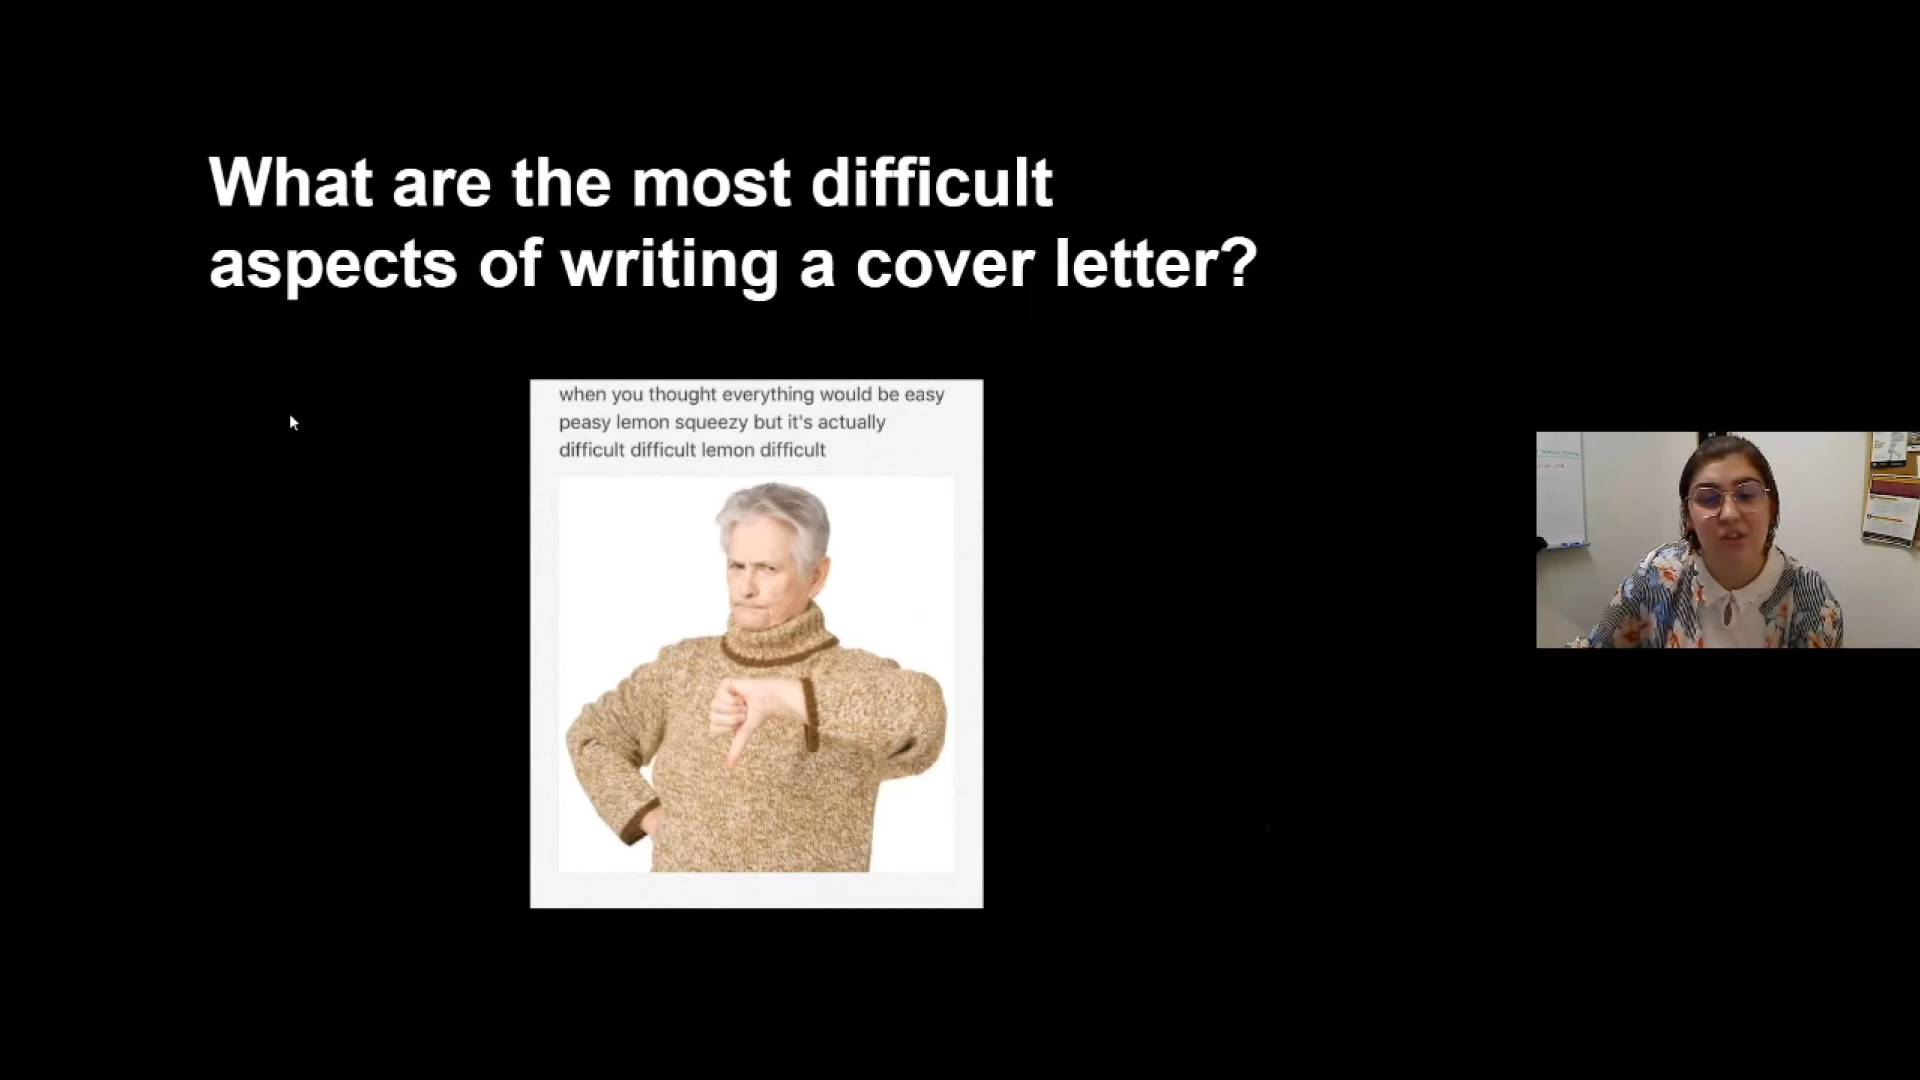 What are the most difficult
aspects of writing a cover letter?
when you thought everything would be easy
peasy lemon squeezy but it's actually
difficult difficult lemon difficult